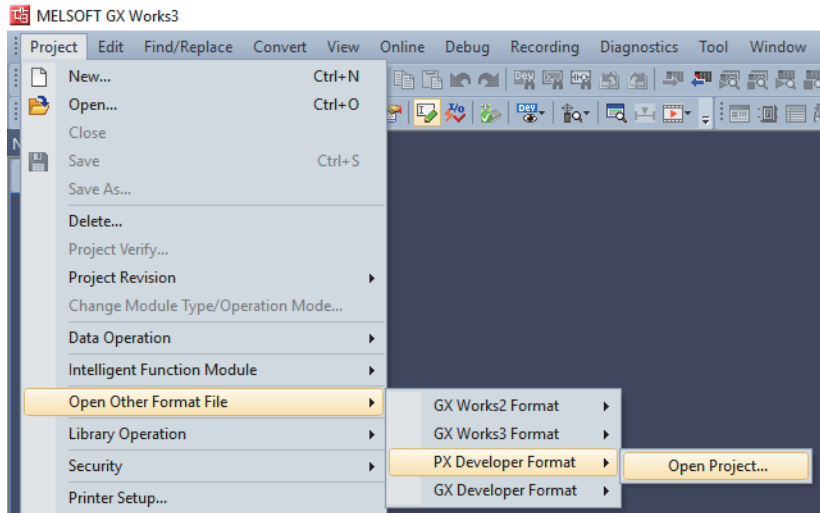 MELSOFT GX Works3
Project Edit Find/Replace Convert View Online Debug Recording Diagnostics Tool Window
New... Ctrl+N
Open... Ctrl+O
Close
Save Ctrl+S
Save As...
Delete...
Project Verify...
Project Revision
Change Module Type/Operation Mode...
Data Operation
Intelligent Function Module
Open Other Format File
Library Operation
Security
Printer Setup...
GX Works2 Format
GX Works3 Format
PX Developer Format
GX Developer Format
Open Project...